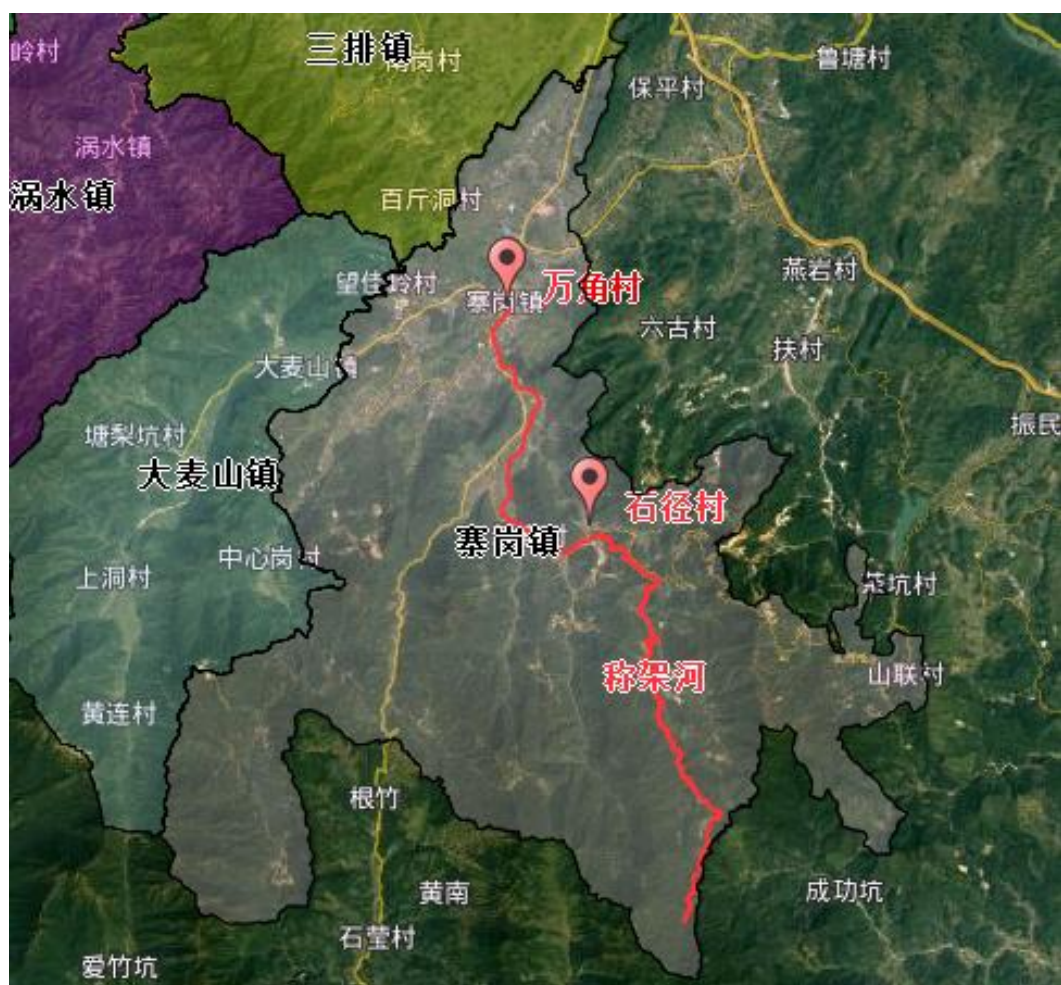 三排镇
南岗村
鲁塘村
岭村
保平村
涡水镇
涡水镇
百斤洞村
燕岩村
望佳岭村
万角村
寨岗镇
六古村
扶村
大麦山镇
振民
塘梨坑村
大麦山镇
石径村
寨岗镇
中心岗村
上洞村
坑村
称架河
山联村
黄连村
根竹
黄南
成功坑
石莹村
爱竹坑